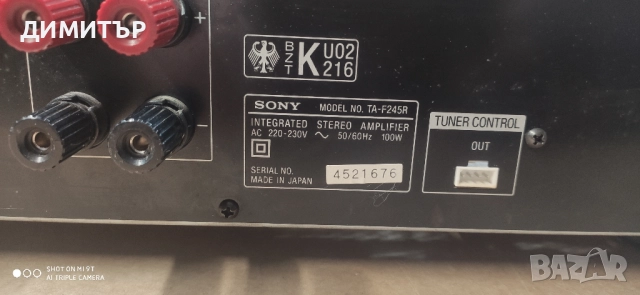 ДИМИТЪР
+
-
BZT
K
U02
216
SONY MODEL NO. TA-F245R
INTEGRATED STEREO AMPLIFIER
AC 220-230V ~ 50/60Hz 100W
SERIAL NO.
4521676
MADE IN JAPAN
TUNER CONTROL
OUT
SHOT ON MI 9T
AI TRIPLE CAMERA
BAZAR